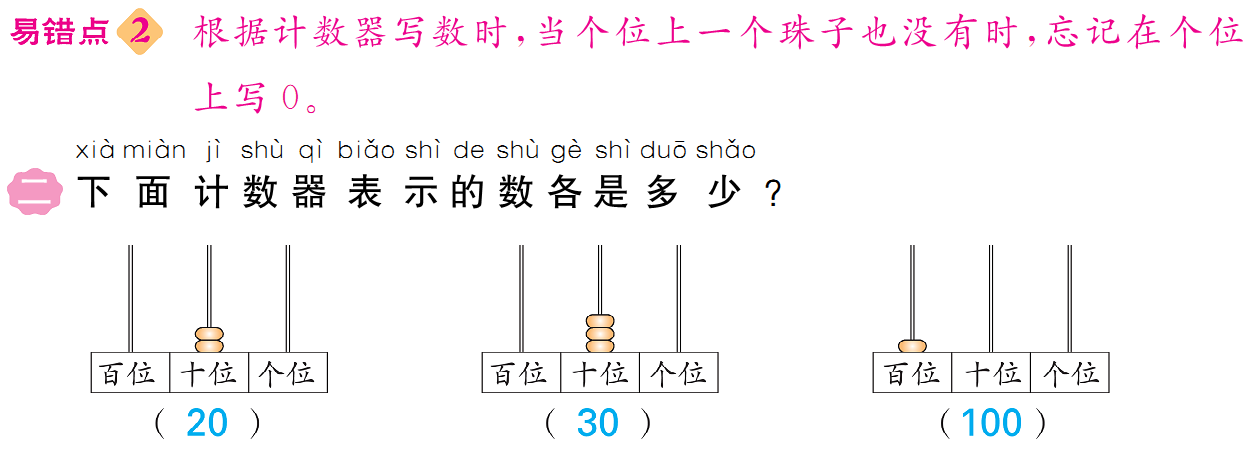 易错点 2 根据计数器写数时，当个位上一个珠子也没有时，忘记在个位
上写 0。
xià miàn jì shù qì biǎo shì de shù gè shì duō shǎo
二 下面计数器表示的数各是多少？
百位 十位 个位 百位 十位 个位 百位 十位 个位
（ 20 ） （ 30 ） （ 100 ）